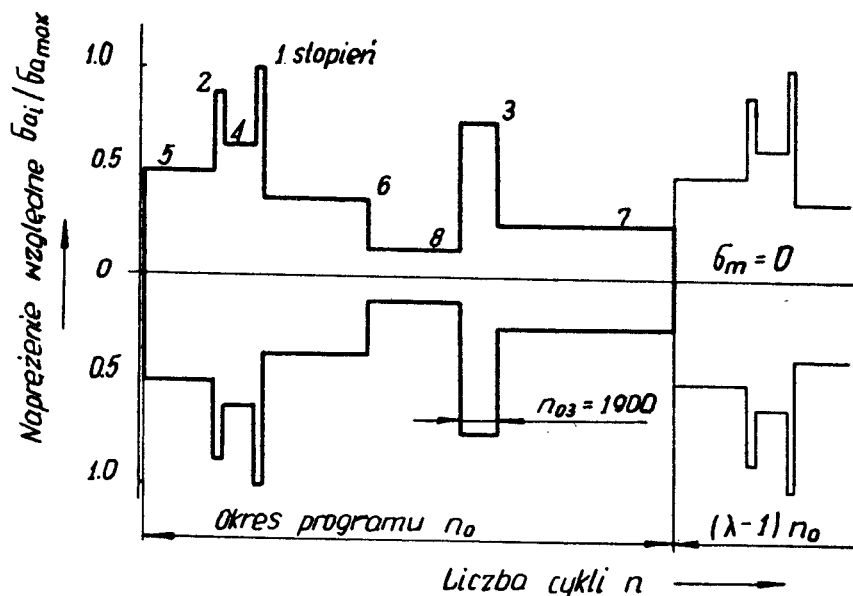 Naprężenie względne σai/σamax
1.0
0.5
0
0.5
1.0
1 stopień
2
3
4
5
6
7
8
σm = 0
n03 = 1900
Okres programu n0
(λ-1) n0
Liczba cykli n